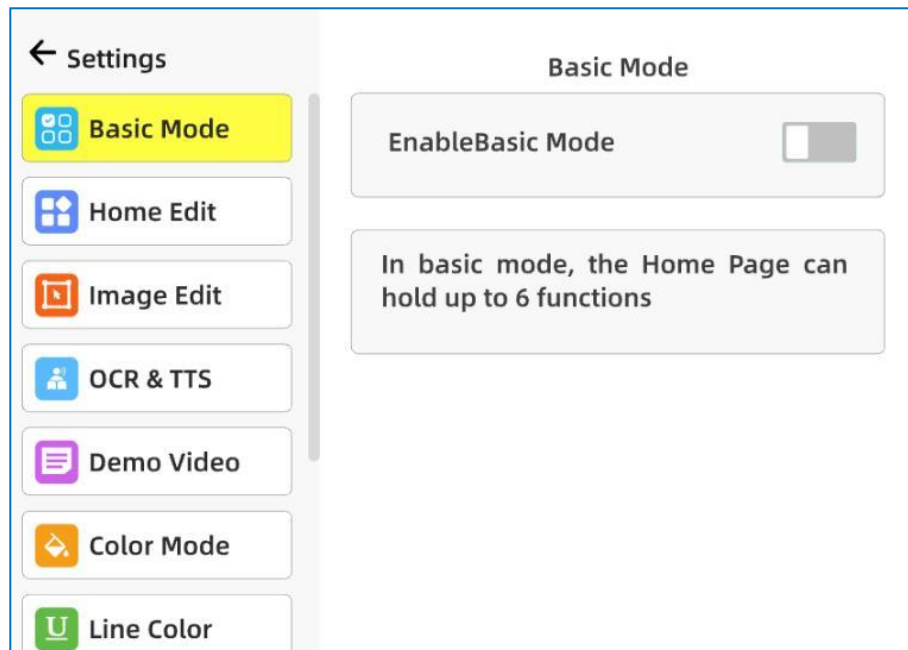 Settings
Basic Mode
Home Edit
Image Edit
OCR & TTS
Demo Video
Color Mode
U Line Color
Basic Mode
EnableBasic Mode
In basic mode, the Home Page can
hold up to 6 functions